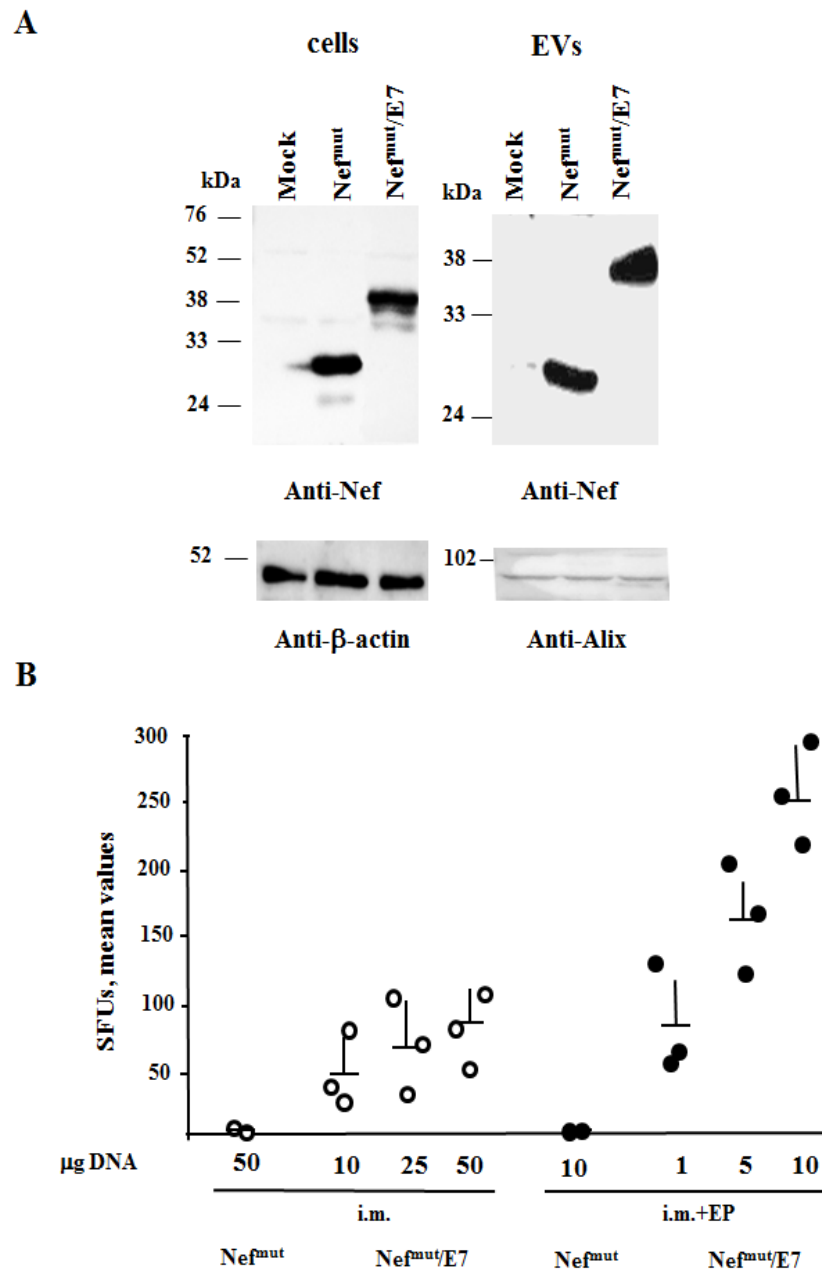 A
cells EVs
Mock Nefmut Nefmut/E7 Mock Nefmut Nefmut/E7
kDa kDa
76
52
38 38
33 33
24 24
Anti-Nef Anti-Nef
52 102
Anti-β-actin Anti-Alix
B
SFUs, mean values
300
250
200
150
100
50
μg DNA 50 10 25 50 10 1 5 10
i.m. i.m.+EP
Nefmut Nefmut/E7 Nefmut Nefmut/E7